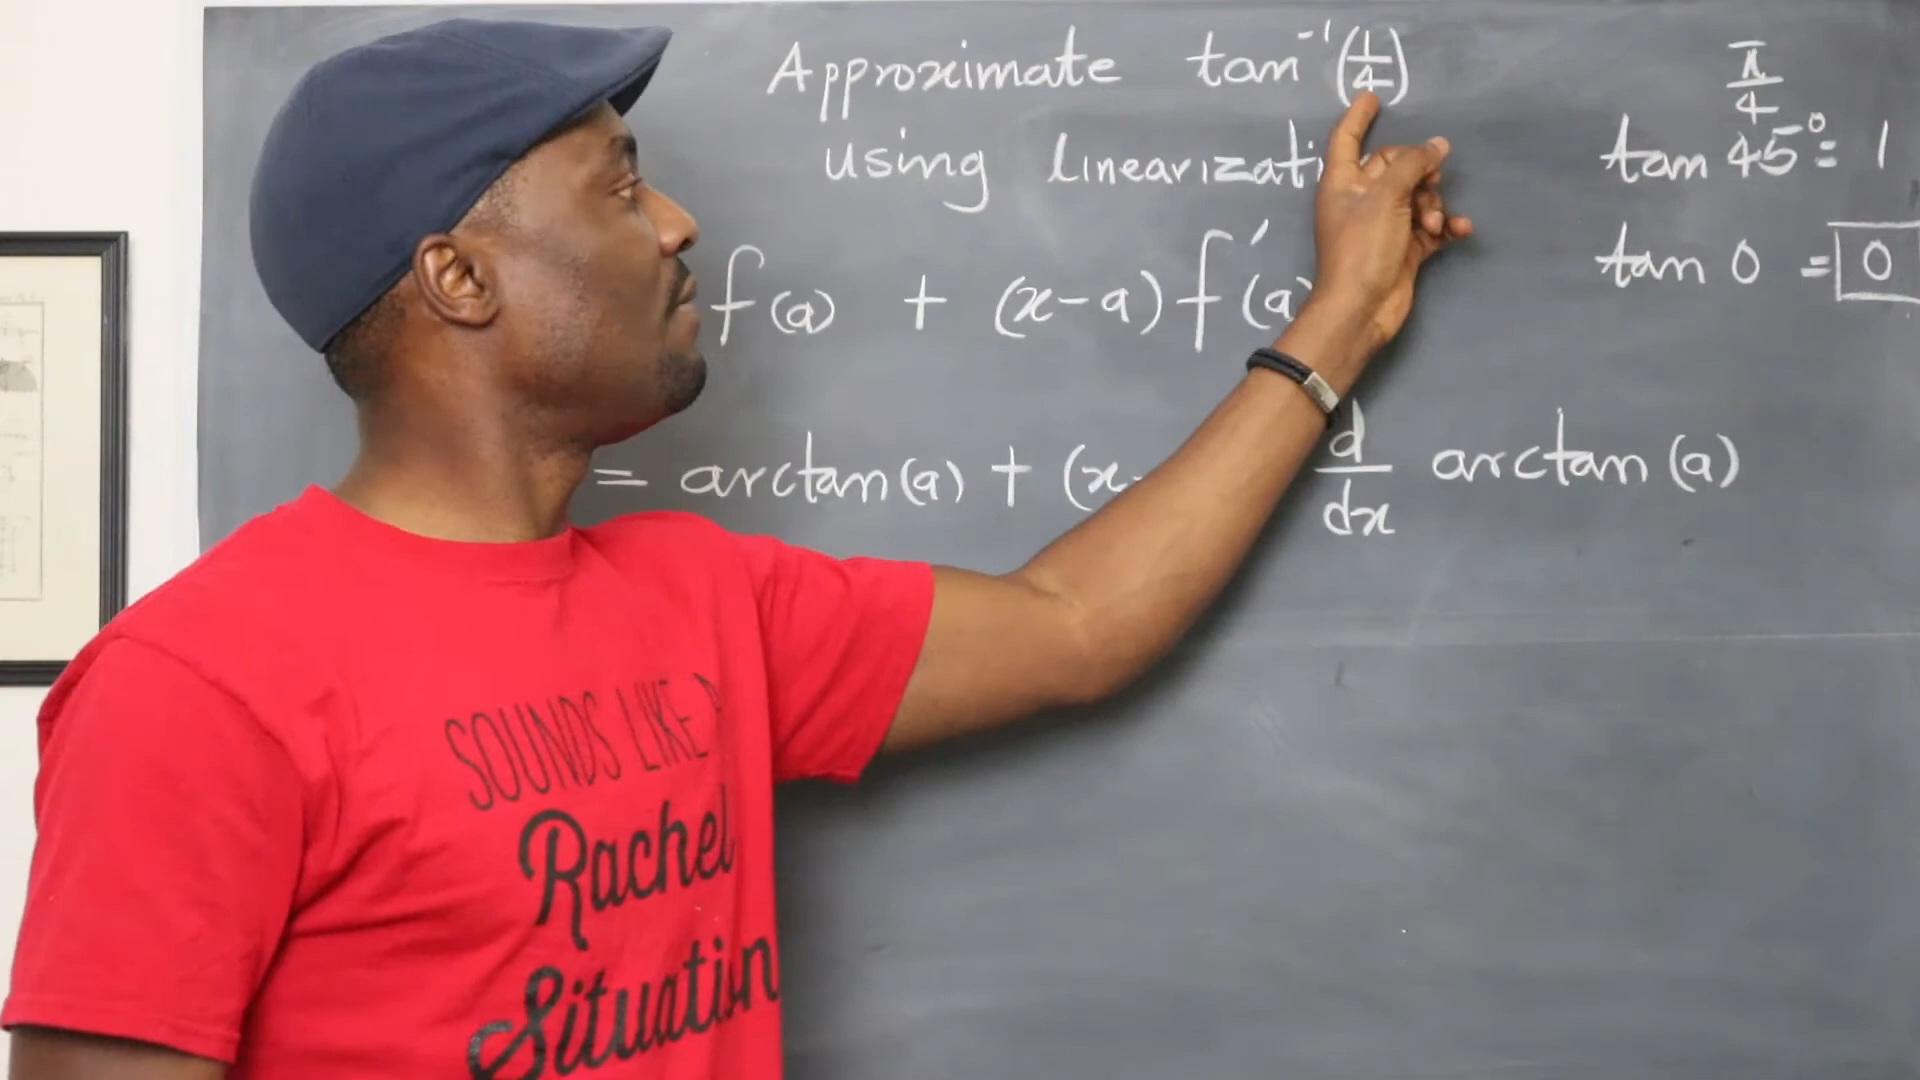 Approximate tan⁻¹(1/4)
using linearizati
π/4
tan 45° = 1
tan 0 = 0
f(a) + (x-a) f'(a)
= arctan(a) + (x- d/dx arctan(a)
SOUNDS LIKE A
Rachel
Situation